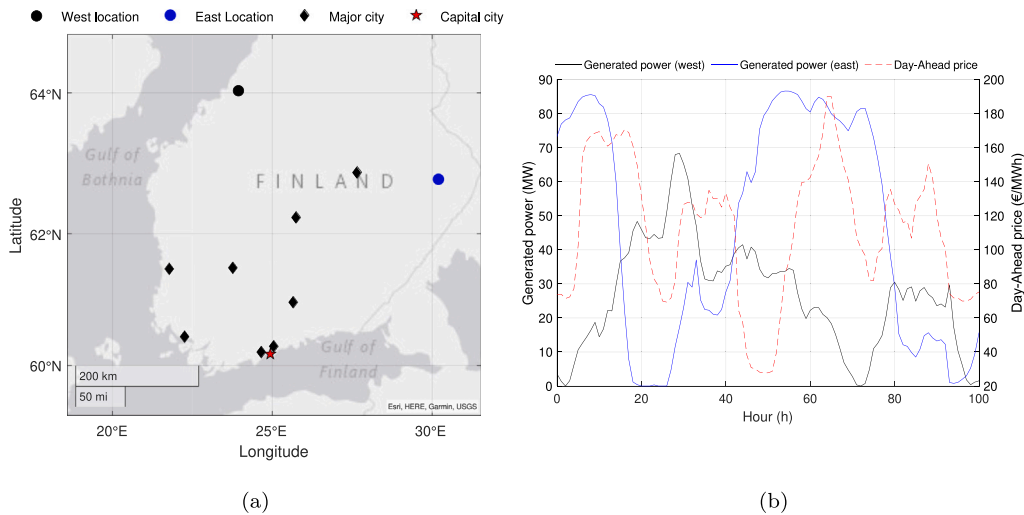 West location East Location Major city Capital city
64°N
62°N
60°N
Latitude
Gulf of
Bothnia
FINLAND
Gulf of
Finland
200 km
50 mi
Esri, HERE, Garmin, USGS
20°E 25°E 30°E
Longitude
(a)
Generated power (west) Generated power (east) Day-Ahead price
90 200
80 180
70 160
60 140
50 120
40 100
30 80
20 60
10 40
0 20
Generated power (MW)
Day-Ahead price (€/MWh)
0 20 40 60 80 100
Hour (h)
(b)